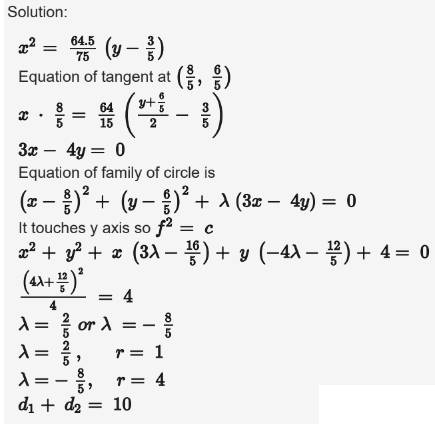 Solution:
x² = 64.5/75 (y − 3/5)
Equation of tangent at (8/5, 6/5)
x · 8/5 = 64/15 ((y+6/5)/2 − 3/5)
3x − 4y = 0
Equation of family of circle is
(x − 8/5)² + (y − 6/5)² + λ (3x − 4y) = 0
It touches y axis so f² = c
x² + y² + x (3λ − 16/5) + y (−4λ − 12/5) + 4 = 0
(4λ+12/5)²/4 = 4
λ = 2/5 or λ = − 8/5
λ = 2/5, r = 1
λ = − 8/5, r = 4
d₁ + d₂ = 10